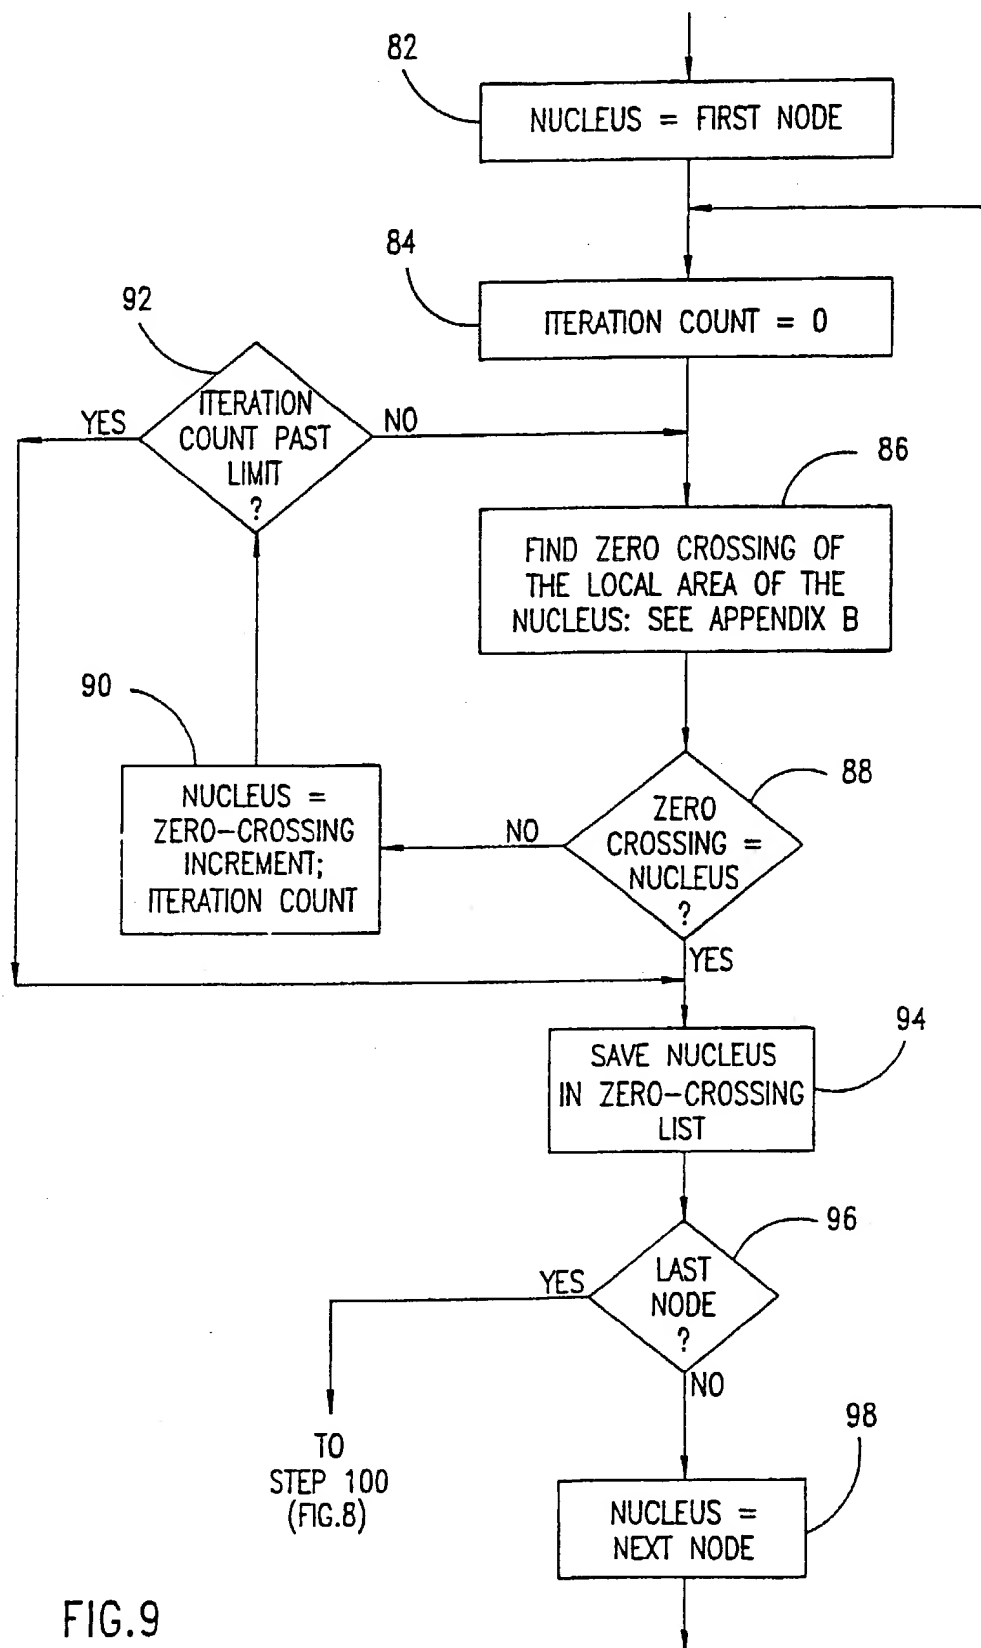 82
NUCLEUS = FIRST NODE
84
ITERATION COUNT = 0
92
ITERATION
COUNT PAST
LIMIT
?
YES
NO
86
FIND ZERO CROSSING OF
THE LOCAL AREA OF THE
NUCLEUS: SEE APPENDIX B
90
NUCLEUS =
ZERO-CROSSING
INCREMENT;
ITERATION COUNT
88
ZERO
CROSSING =
NUCLEUS
?
NO
YES
94
SAVE NUCLEUS
IN ZERO-CROSSING
LIST
96
LAST
NODE
?
YES
NO
TO
STEP 100
(FIG.8)
98
NUCLEUS =
NEXT NODE
FIG.9